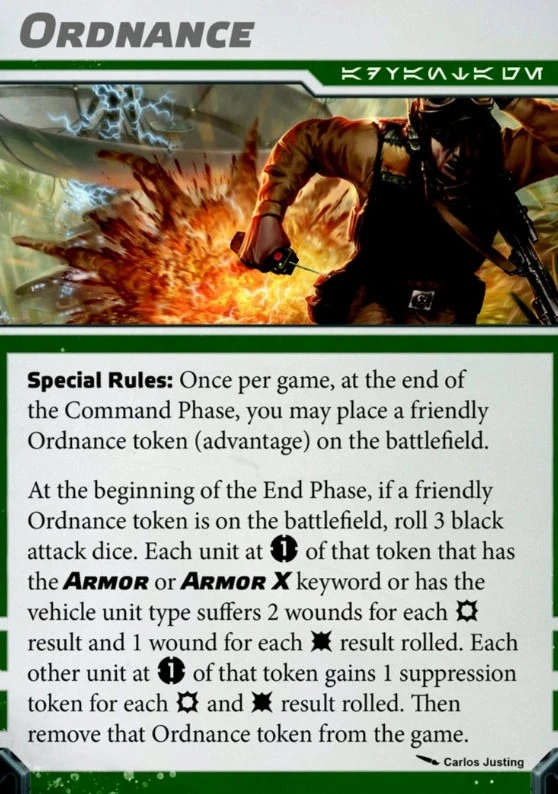 ORDNANCE
Special Rules: Once per game, at the end of
the Command Phase, you may place a friendly
Ordnance token (advantage) on the battlefield.
At the beginning of the End Phase, if a friendly
Ordnance token is on the battlefield, roll 3 black
attack dice. Each unit at 1 of that token that has
the ARMOR or ARMOR X keyword or has the
vehicle unit type suffers 2 wounds for each
result and 1 wound for each result rolled. Each
other unit at 1 of that token gains 1 suppression
token for each and result rolled. Then
remove that Ordnance token from the game.
Carlos Justing